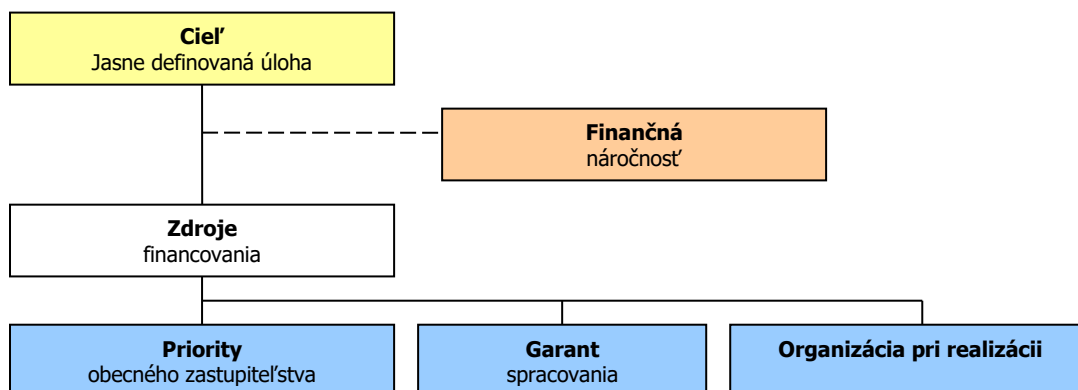 Cieľ
Jasne definovaná úloha
Finančná
náročnosť
Zdroje
financovania
Priority
obecného zastupiteľstva
Garant
spracovania
Organizácia pri realizácii